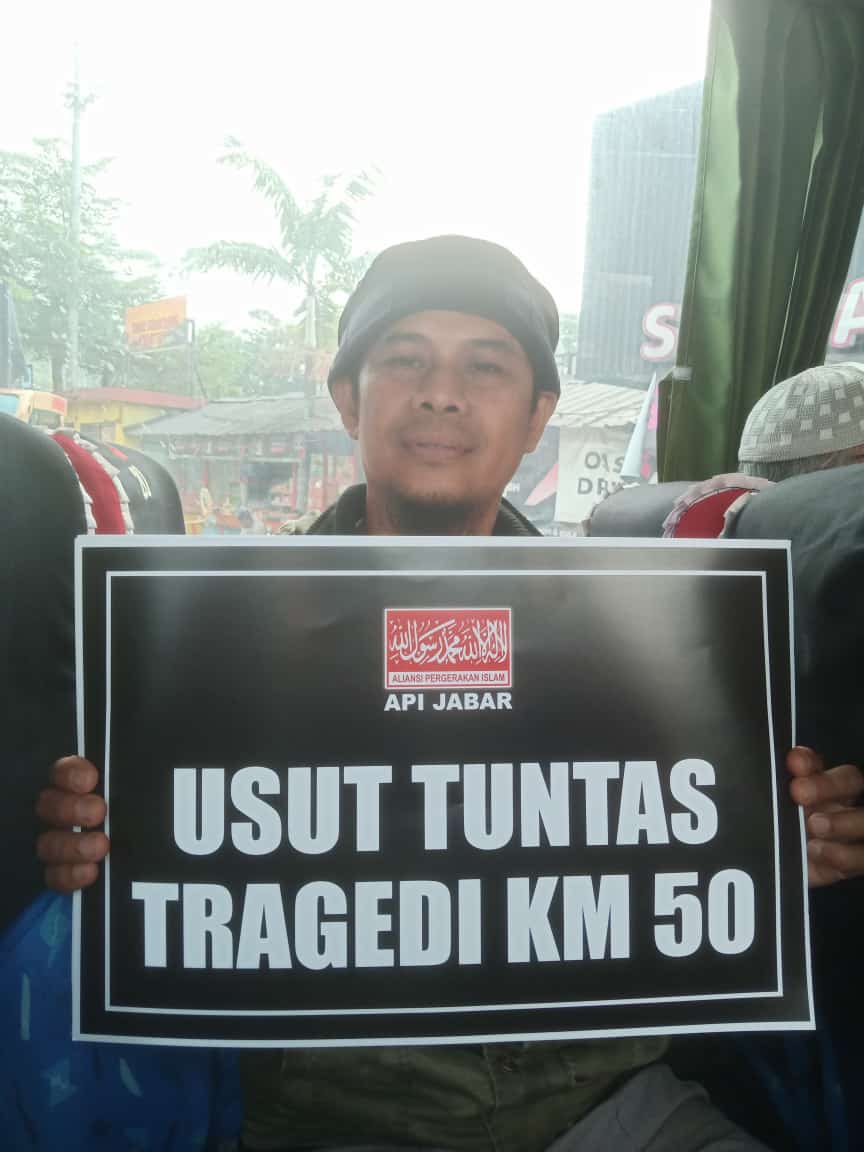 لا إله إلا الله محمد رسول الله
ALIANSI PERGERAKAN ISLAM
API JABAR
USUT TUNTAS
TRAGEDI KM 50